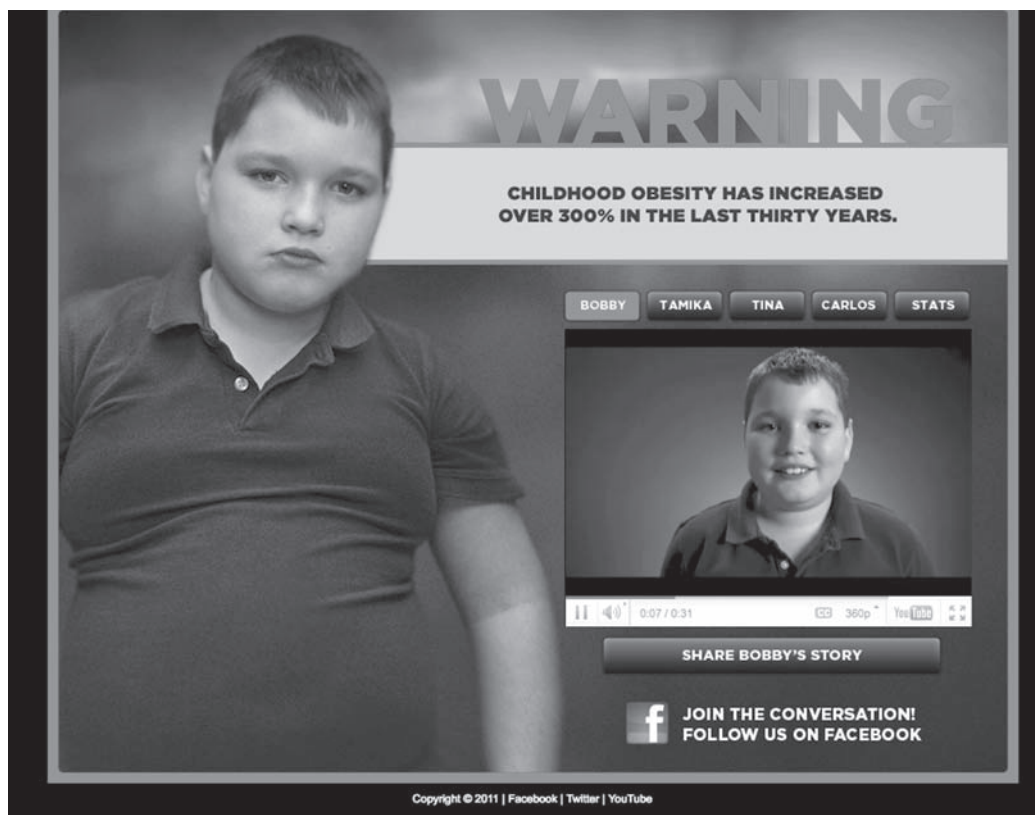 WARNING
CHILDHOOD OBESITY HAS INCREASED
OVER 300% IN THE LAST THIRTY YEARS.
BOBBY TAMIKA TINA CARLOS STATS
0:07 / 0:31 CC 360p YouTube
SHARE BOBBY'S STORY
f
JOIN THE CONVERSATION!
FOLLOW US ON FACEBOOK
Copyright © 2011 | Facebook | Twitter | YouTube